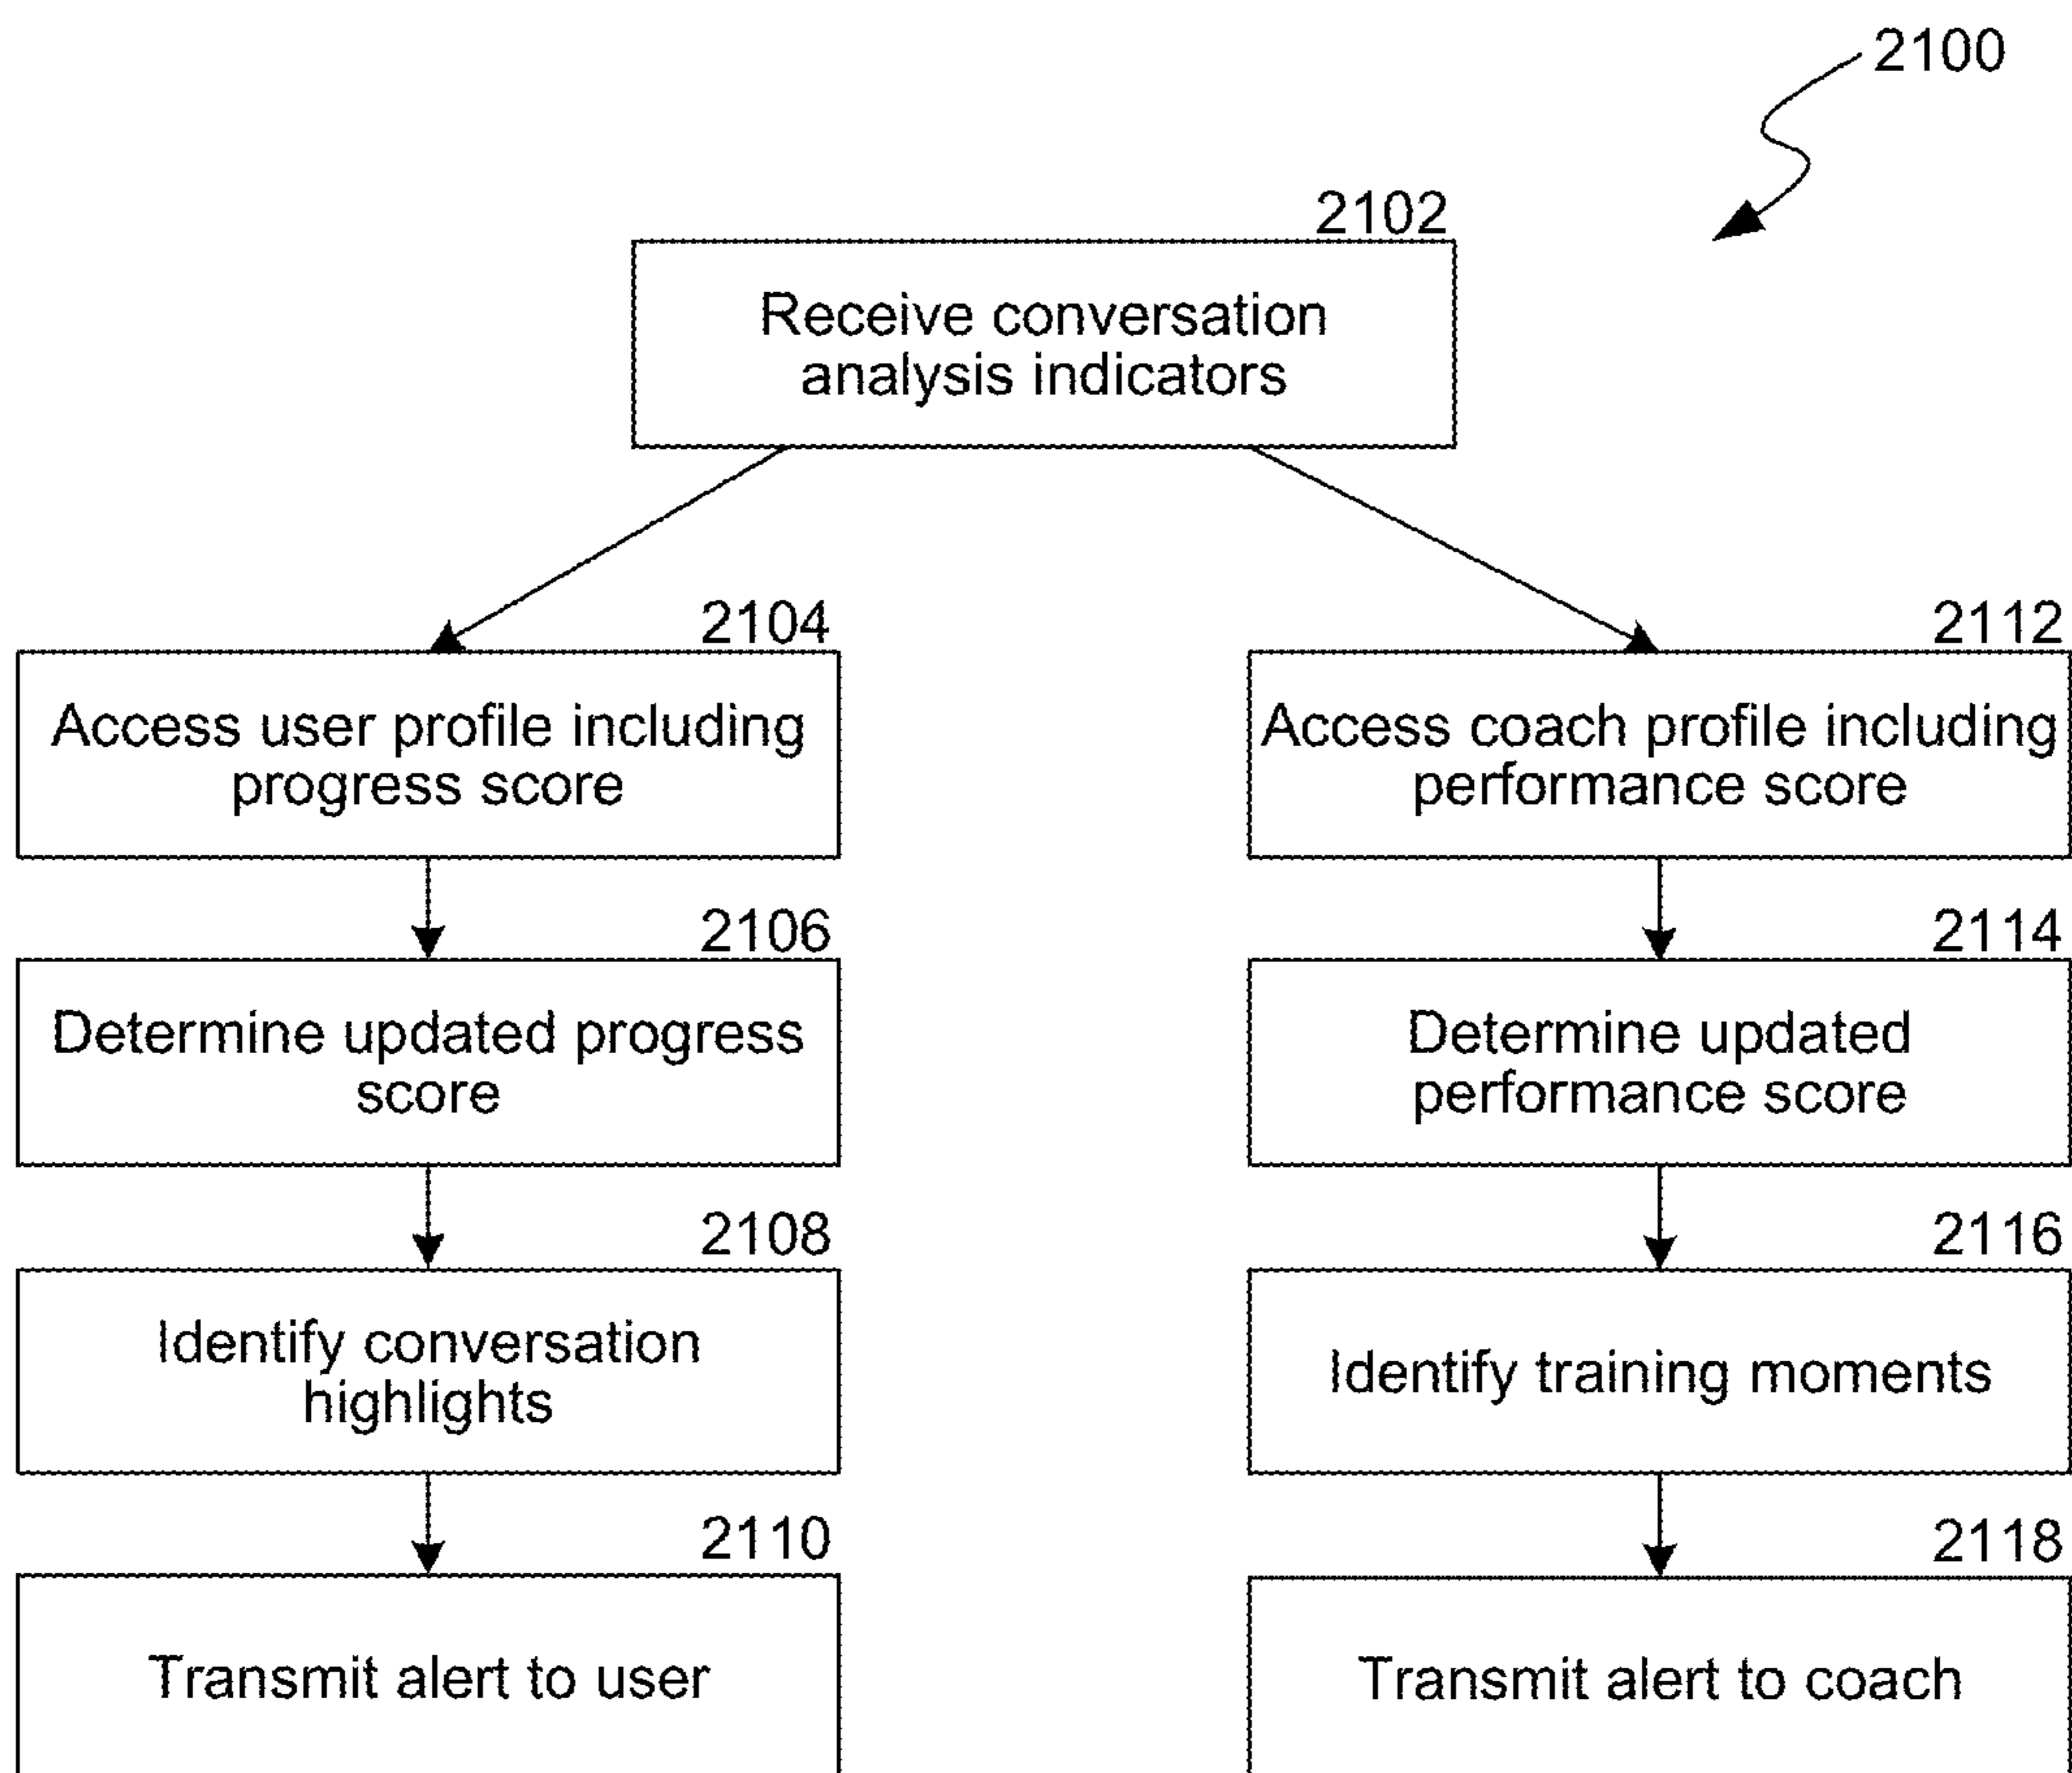 2100
2102
Receive conversation
analysis indicators
2104
Access user profile including
progress score
2106
Determine updated progress
score
2108
Identify conversation
highlights
2110
Transmit alert to user
2112
Access coach profile including
performance score
2114
Determine updated
performance score
2116
Identify training moments
2118
Transmit alert to coach